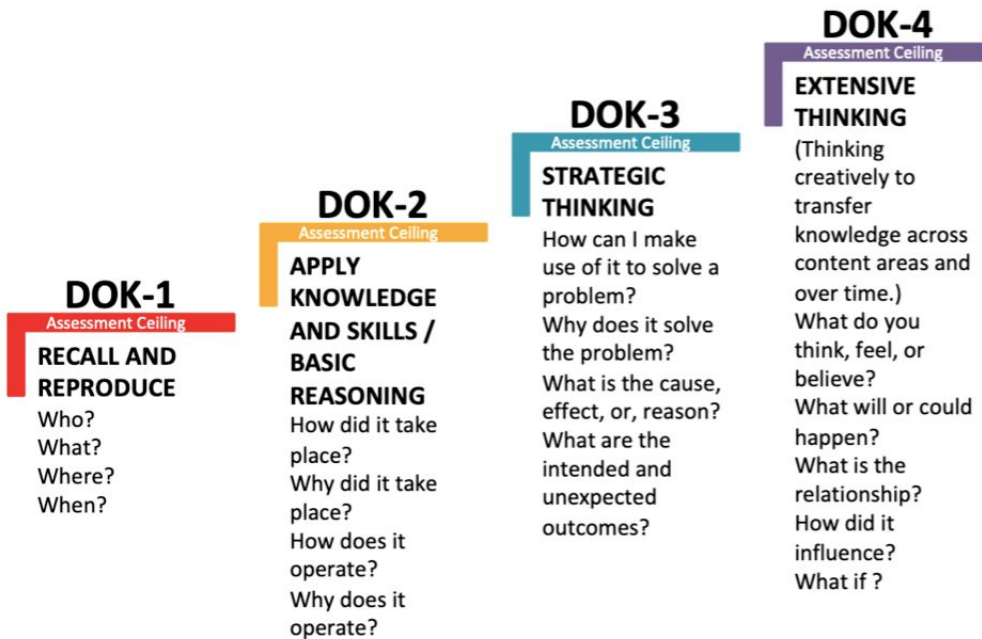 DOK-1
Assessment Ceiling
RECALL AND
REPRODUCE
Who?
What?
Where?
When?
DOK-2
Assessment Ceiling
APPLY
KNOWLEDGE
AND SKILLS /
BASIC
REASONING
How did it take
place?
Why did it take
place?
How does it
operate?
Why does it
operate?
DOK-3
Assessment Ceiling
STRATEGIC
THINKING
How can I make
use of it to solve a
problem?
Why does it solve
the problem?
What is the cause,
effect, or, reason?
What are the
intended and
unexpected
outcomes?
DOK-4
Assessment Ceiling
EXTENSIVE
THINKING
(Thinking
creatively to
transfer
knowledge across
content areas and
over time.)
What do you
think, feel, or
believe?
What will or could
happen?
What is the
relationship?
How did it
influence?
What if ?